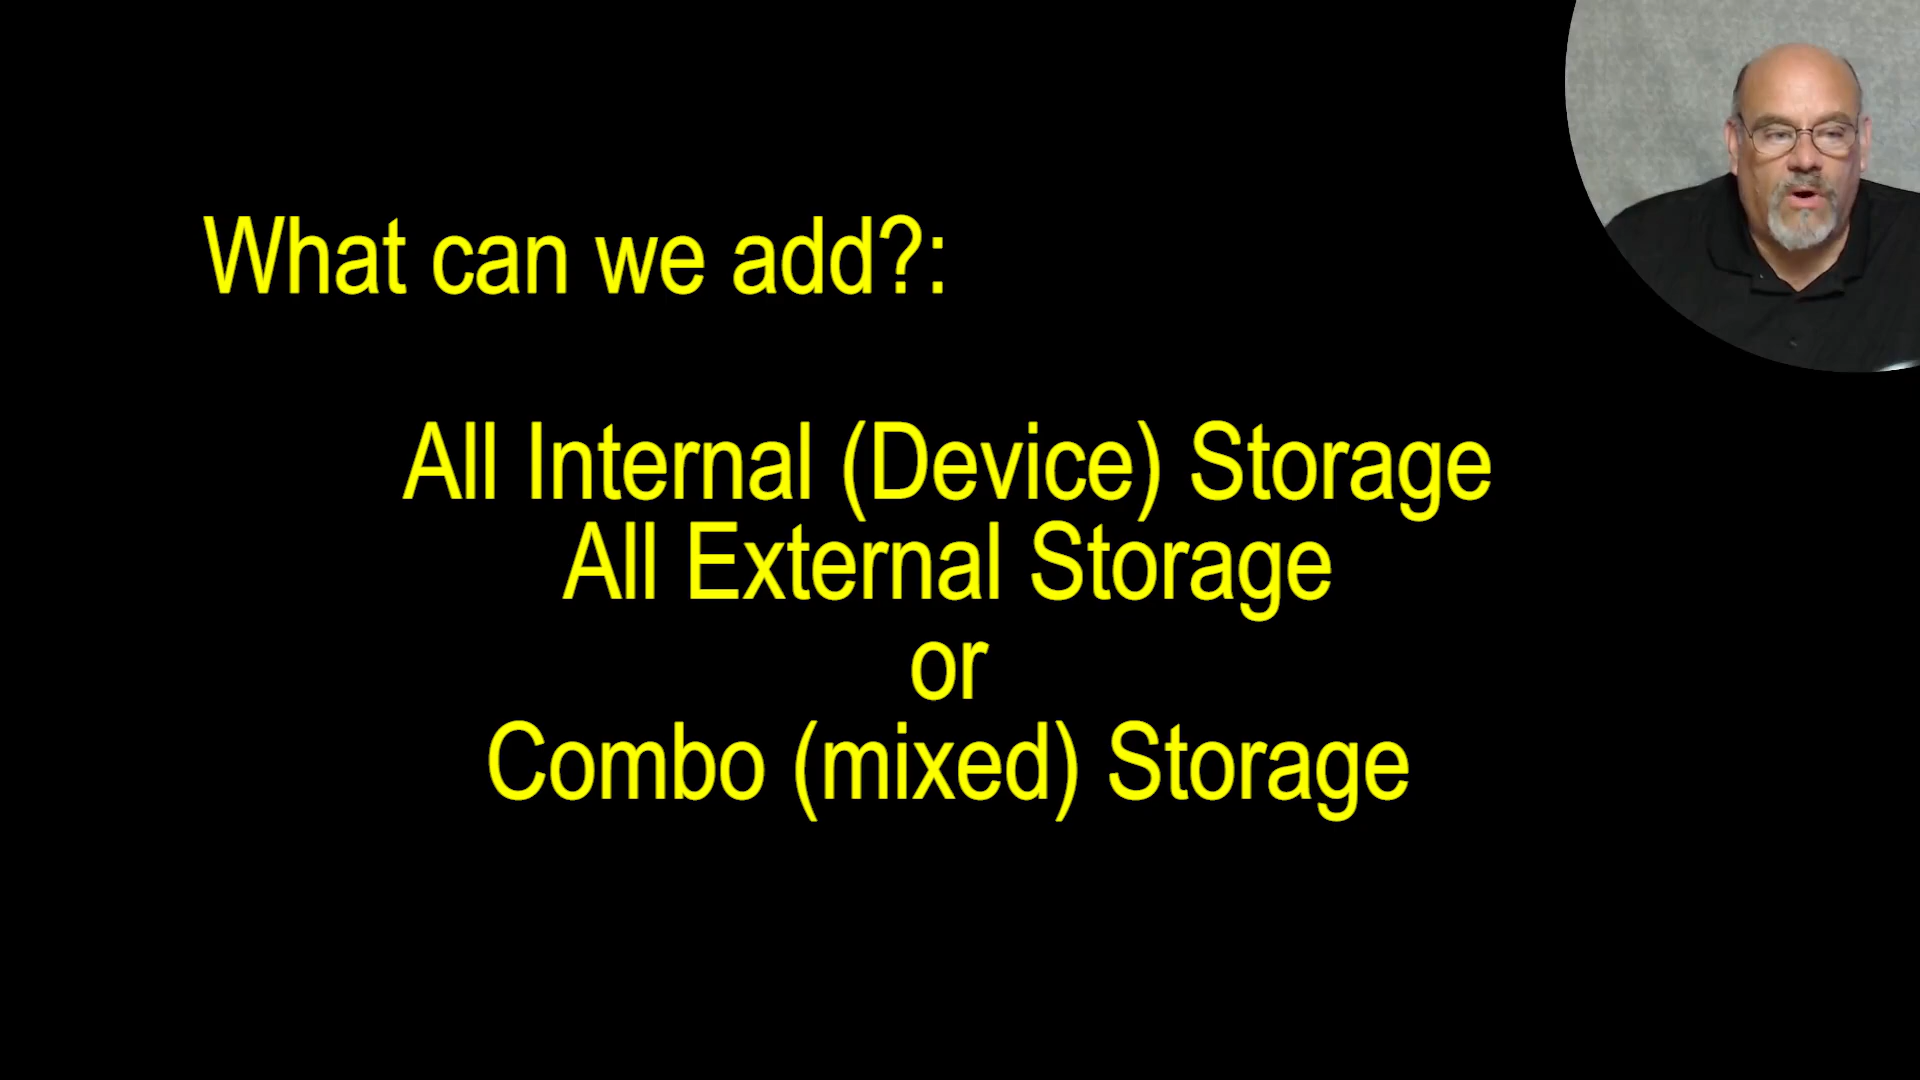 What can we add?:
All Internal (Device) Storage
All External Storage
or
Combo (mixed) Storage